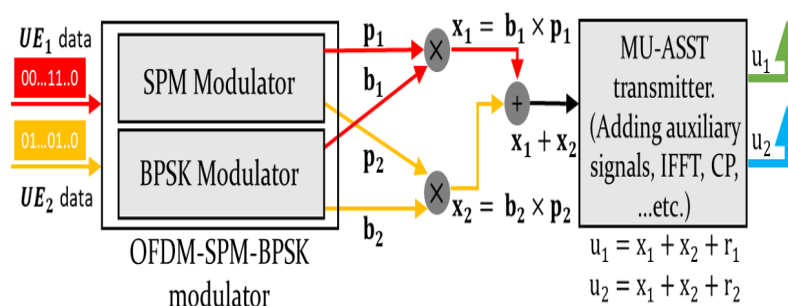 UE₁ data
00...11..0
01...01..0
UE₂ data
SPM Modulator
BPSK Modulator
OFDM-SPM-BPSK
modulator
p₁
b₁
p₂
b₂
×
×
x₁ = b₁ × p₁
+
x₁ + x₂
x₂ = b₂ × p₂
MU-ASST
transmitter.
(Adding auxiliary
signals, IFFT, CP,
...etc.)
u₁
u₂
u₁ = x₁ + x₂ + r₁
u₂ = x₁ + x₂ + r₂